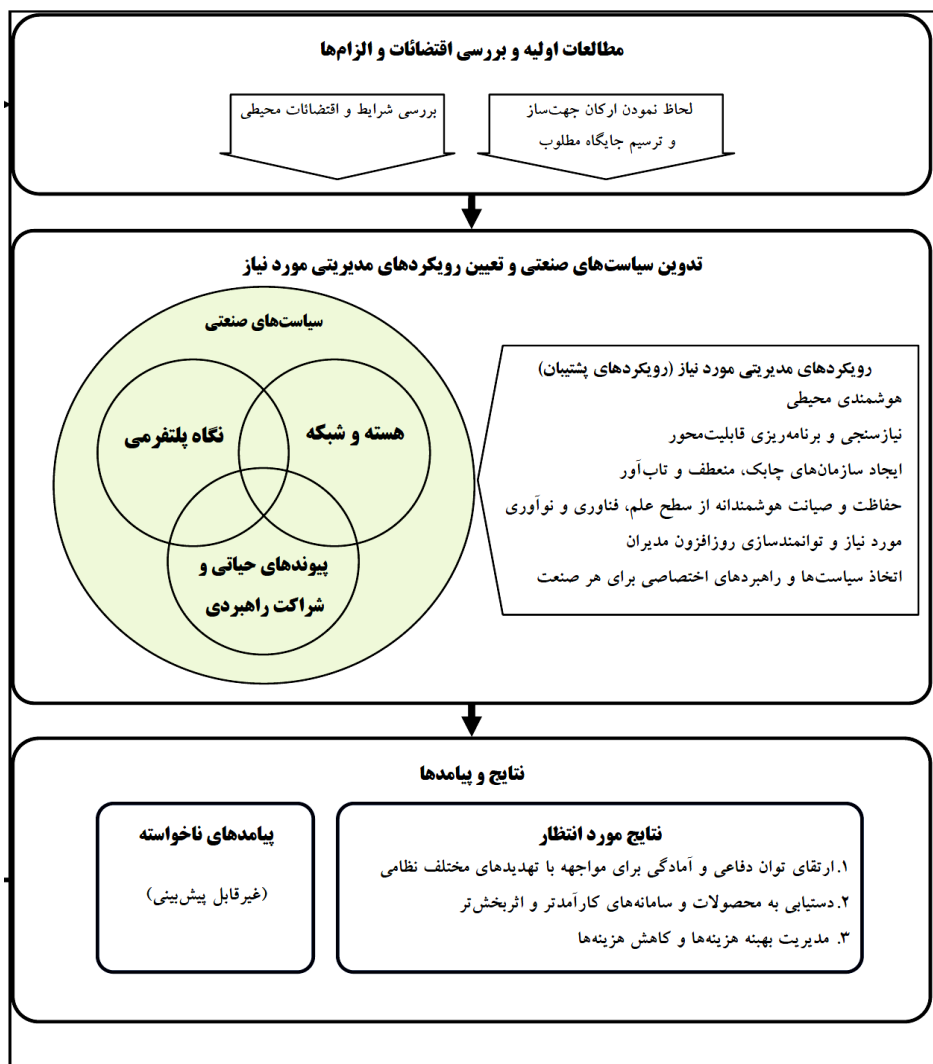 مطالعات اولیه و بررسی اقتضائات و الزام‌ها
لحاظ نمودن ارکان جهت‌ساز
و ترسیم جایگاه مطلوب
بررسی شرایط و اقتضائات محیطی
تدوین سیاست‌های صنعتی و تعیین رویکردهای مدیریتی مورد نیاز
رویکردهای مدیریتی مورد نیاز (رویکردهای پشتیبان)
هوشمندی محیطی
نیازسنجی و برنامه‌ریزی قابلیت‌محور
ایجاد سازمان‌های چابک، منعطف و تاب‌آور
حفاظت و صیانت هوشمندانه از سطح علم، فناوری و نوآوری
مورد نیاز و توانمندسازی روزافزون مدیران
اتخاذ سیاست‌ها و راهبردهای اختصاصی برای هر صنعت
سیاست‌های صنعتی
هسته و شبکه
نگاه پلتفرمی
پیوندهای حیاتی و
شراکت راهبردی
نتایج و پیامدها
نتایج مورد انتظار
۱. ارتقای توان دفاعی و آمادگی برای مواجهه با تهدیدهای مختلف نظامی
۲. دستیابی به محصولات و سامانه‌های کارآمدتر و اثربخش‌تر
۳. مدیریت بهینه هزینه‌ها و کاهش هزینه‌ها
پیامدهای ناخواسته
(غیرقابل پیش‌بینی)